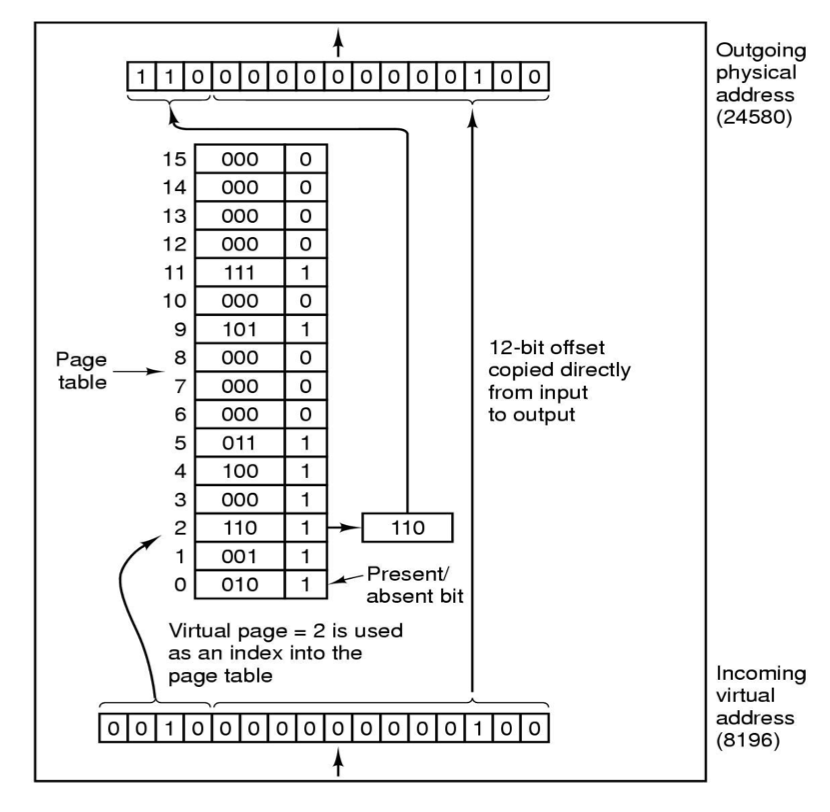 Outgoing
physical
address
(24580)
1 1 0 0 0 0 0 0 0 0 0 0 1 0 0
15 000 0
14 000 0
13 000 0
12 000 0
11 111 1
10 000 0
9 101 1
8 000 0
7 000 0
6 000 0
5 011 1
4 100 1
3 000 1
2 110 1 110
1 001 1
0 010 1
Page
table
12-bit offset
copied directly
from input
to output
Present/
absent bit
Virtual page = 2 is used
as an index into the
page table
Incoming
virtual
address
(8196)
0 0 1 0 0 0 0 0 0 0 0 0 0 1 0 0